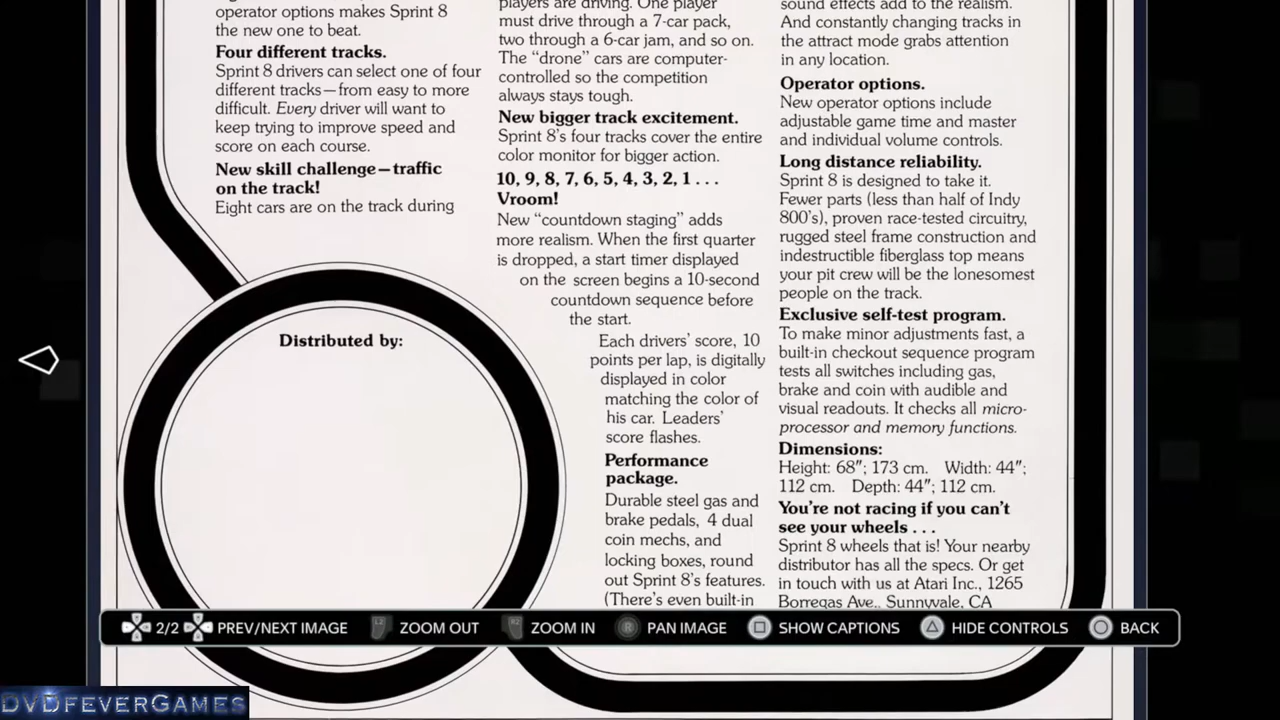 operator options makes Sprint 8
the new one to beat.
Four different tracks.
Sprint 8 drivers can select one of four
different tracks—from easy to more
difficult. Every driver will want to
keep trying to improve speed and
score on each course.
New skill challenge—traffic
on the track!
Eight cars are on the track during
Distributed by:
players are driving. One player
must drive through a 7-car pack,
two through a 6-car jam, and so on.
The “drone” cars are computer-
controlled so the competition
always stays tough.
New bigger track excitement.
Sprint 8’s four tracks cover the entire
color monitor for bigger action.
10, 9, 8, 7, 6, 5, 4, 3, 2, 1 . . .
Vroom!
New “countdown staging” adds
more realism. When the first quarter
is dropped, a start timer displayed
on the screen begins a 10-second
countdown sequence before
the start.
Each drivers’ score, 10
points per lap, is digitally
displayed in color
matching the color of
his car. Leaders’
score flashes.
Performance
package.
Durable steel gas and
brake pedals, 4 dual
coin mechs, and
locking boxes, round
out Sprint 8’s features.
(There’s even built-in
sound effects add to the realism.
And constantly changing tracks in
the attract mode grabs attention
in any location.
Operator options.
New operator options include
adjustable game time and master
and individual volume controls.
Long distance reliability.
Sprint 8 is designed to take it.
Fewer parts (less than half of Indy
800’s), proven race-tested circuitry,
rugged steel frame construction and
indestructible fiberglass top means
your pit crew will be the lonesomest
people on the track.
Exclusive self-test program.
To make minor adjustments fast, a
built-in checkout sequence program
tests all switches including gas,
brake and coin with audible and
visual readouts. It checks all micro-
processor and memory functions.
Dimensions:
Height: 68″; 173 cm. Width: 44″;
112 cm. Depth: 44″; 112 cm.
You’re not racing if you can’t
see your wheels . . .
Sprint 8 wheels that is! Your nearby
distributor has all the specs. Or get
in touch with us at Atari Inc., 1265
Borregas Ave., Sunnyvale, CA
2/2 PREV/NEXT IMAGE L2 ZOOM OUT R2 ZOOM IN R PAN IMAGE SHOW CAPTIONS HIDE CONTROLS BACK
DVDFEVERGAMES